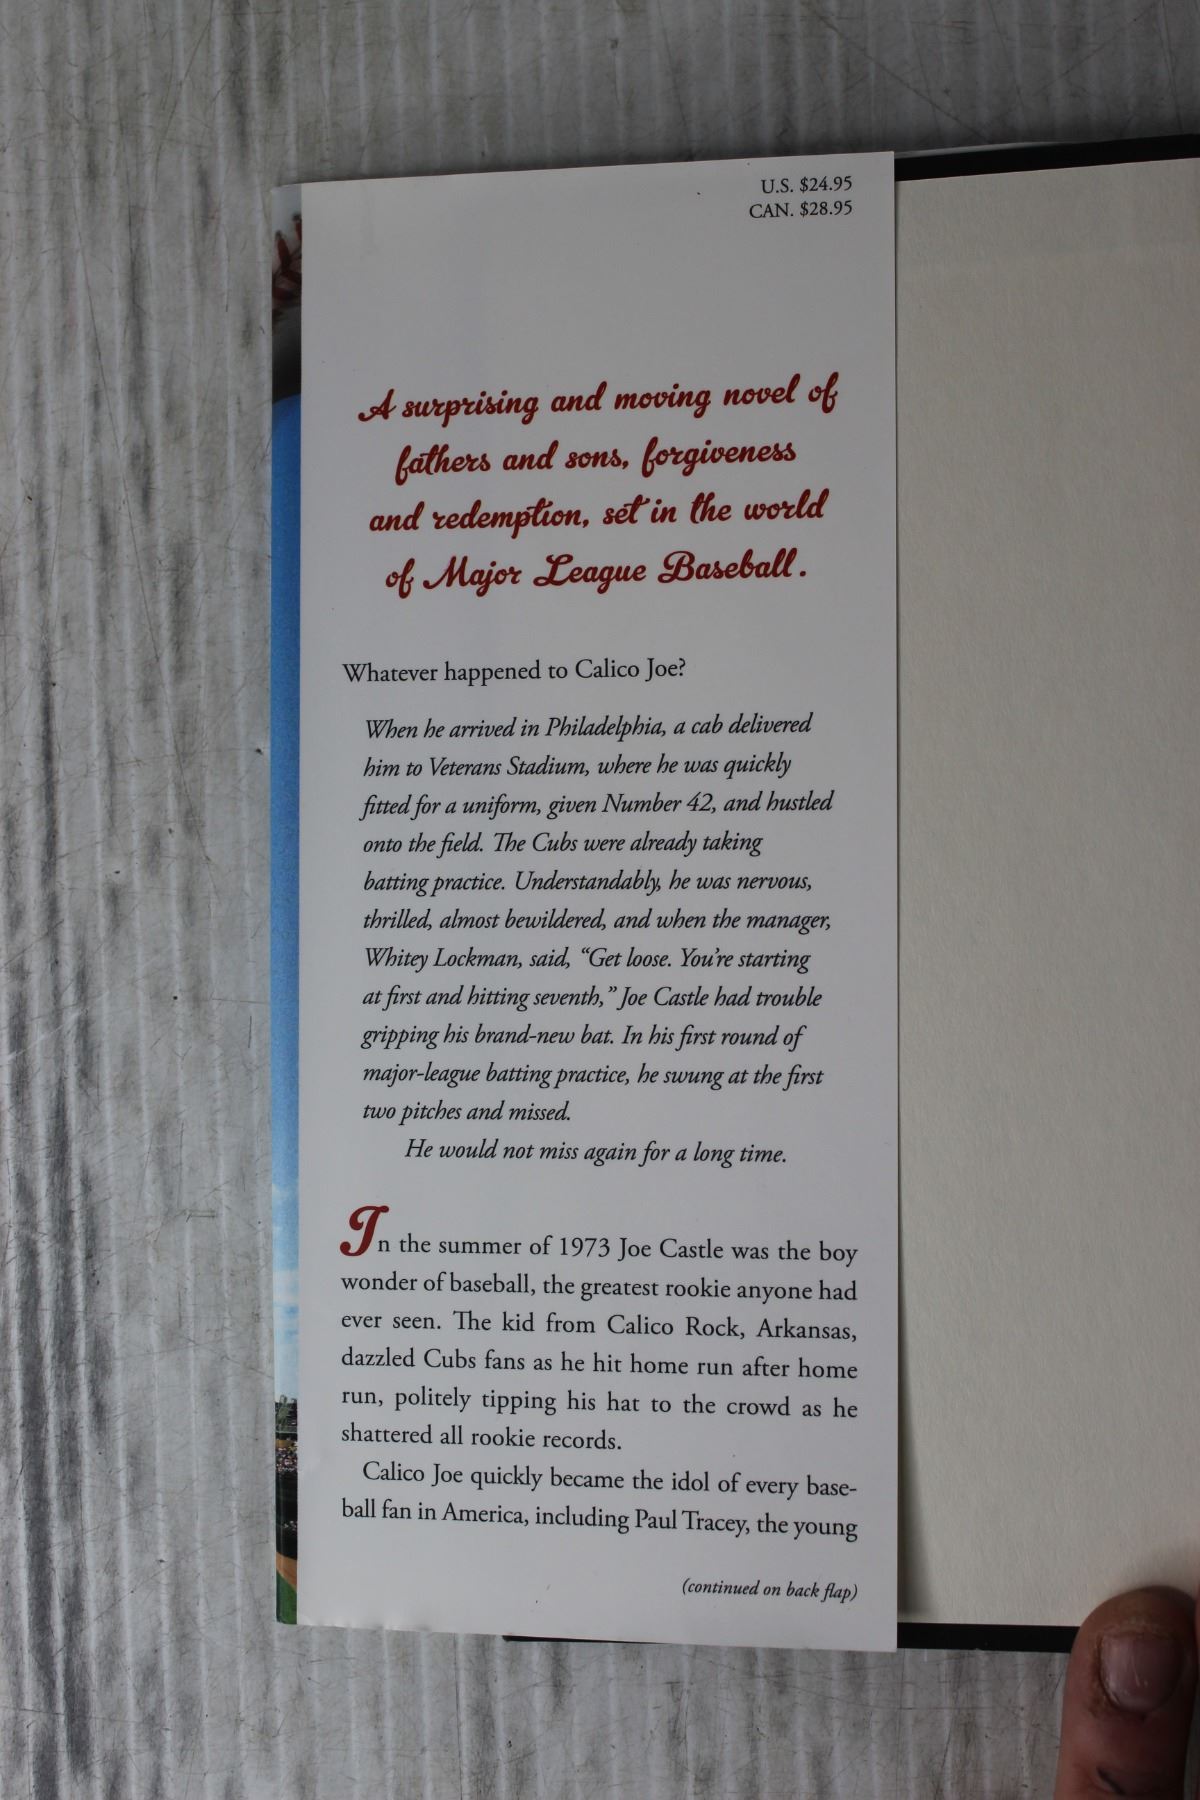 U.S. $24.95
CAN. $28.95
A surprising and moving novel of
fathers and sons, forgiveness
and redemption, set in the world
of Major League Baseball.
Whatever happened to Calico Joe?
When he arrived in Philadelphia, a cab delivered
him to Veterans Stadium, where he was quickly
fitted for a uniform, given Number 42, and hustled
onto the field. The Cubs were already taking
batting practice. Understandably, he was nervous,
thrilled, almost bewildered, and when the manager,
Whitey Lockman, said, “Get loose. You’re starting
at first and hitting seventh,” Joe Castle had trouble
gripping his brand-new bat. In his first round of
major-league batting practice, he swung at the first
two pitches and missed.
He would not miss again for a long time.
In the summer of 1973 Joe Castle was the boy
wonder of baseball, the greatest rookie anyone had
ever seen. The kid from Calico Rock, Arkansas,
dazzled Cubs fans as he hit home run after home
run, politely tipping his hat to the crowd as he
shattered all rookie records.
Calico Joe quickly became the idol of every base-
ball fan in America, including Paul Tracey, the young
(continued on back flap)